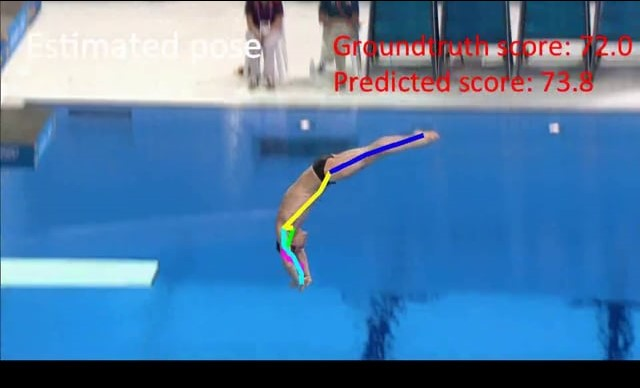 Estimated pose
Groundtruth score: 72.0
Predicted score: 73.8